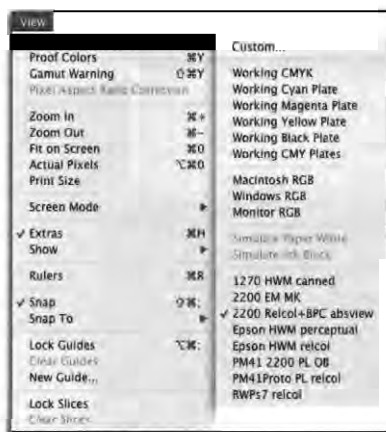 View
Proof Colors ⌘Y
Gamut Warning ⇧⌘Y
Pixel Aspect Ratio Correction
Zoom In ⌘+
Zoom Out ⌘–
Fit on Screen ⌘0
Actual Pixels ⌥⌘0
Print Size
Screen Mode
✓ Extras ⌘H
Show
Rulers ⌘R
✓ Snap ⇧⌘;
Snap To
Lock Guides ⌥⌘;
Clear Guides
New Guide...
Lock Slices
Clear Slices
Custom...
Working CMYK
Working Cyan Plate
Working Magenta Plate
Working Yellow Plate
Working Black Plate
Working CMY Plates
Macintosh RGB
Windows RGB
Monitor RGB
Simulate Paper White
Simulate Ink Black
1270 HWM canned
2200 EM MK
✓ 2200 Relcol+BPC absview
Epson HWM perceptual
Epson HWM relcol
PM41 2200 PL OB
PM41Proto PL relcol
RWPs7 relcol